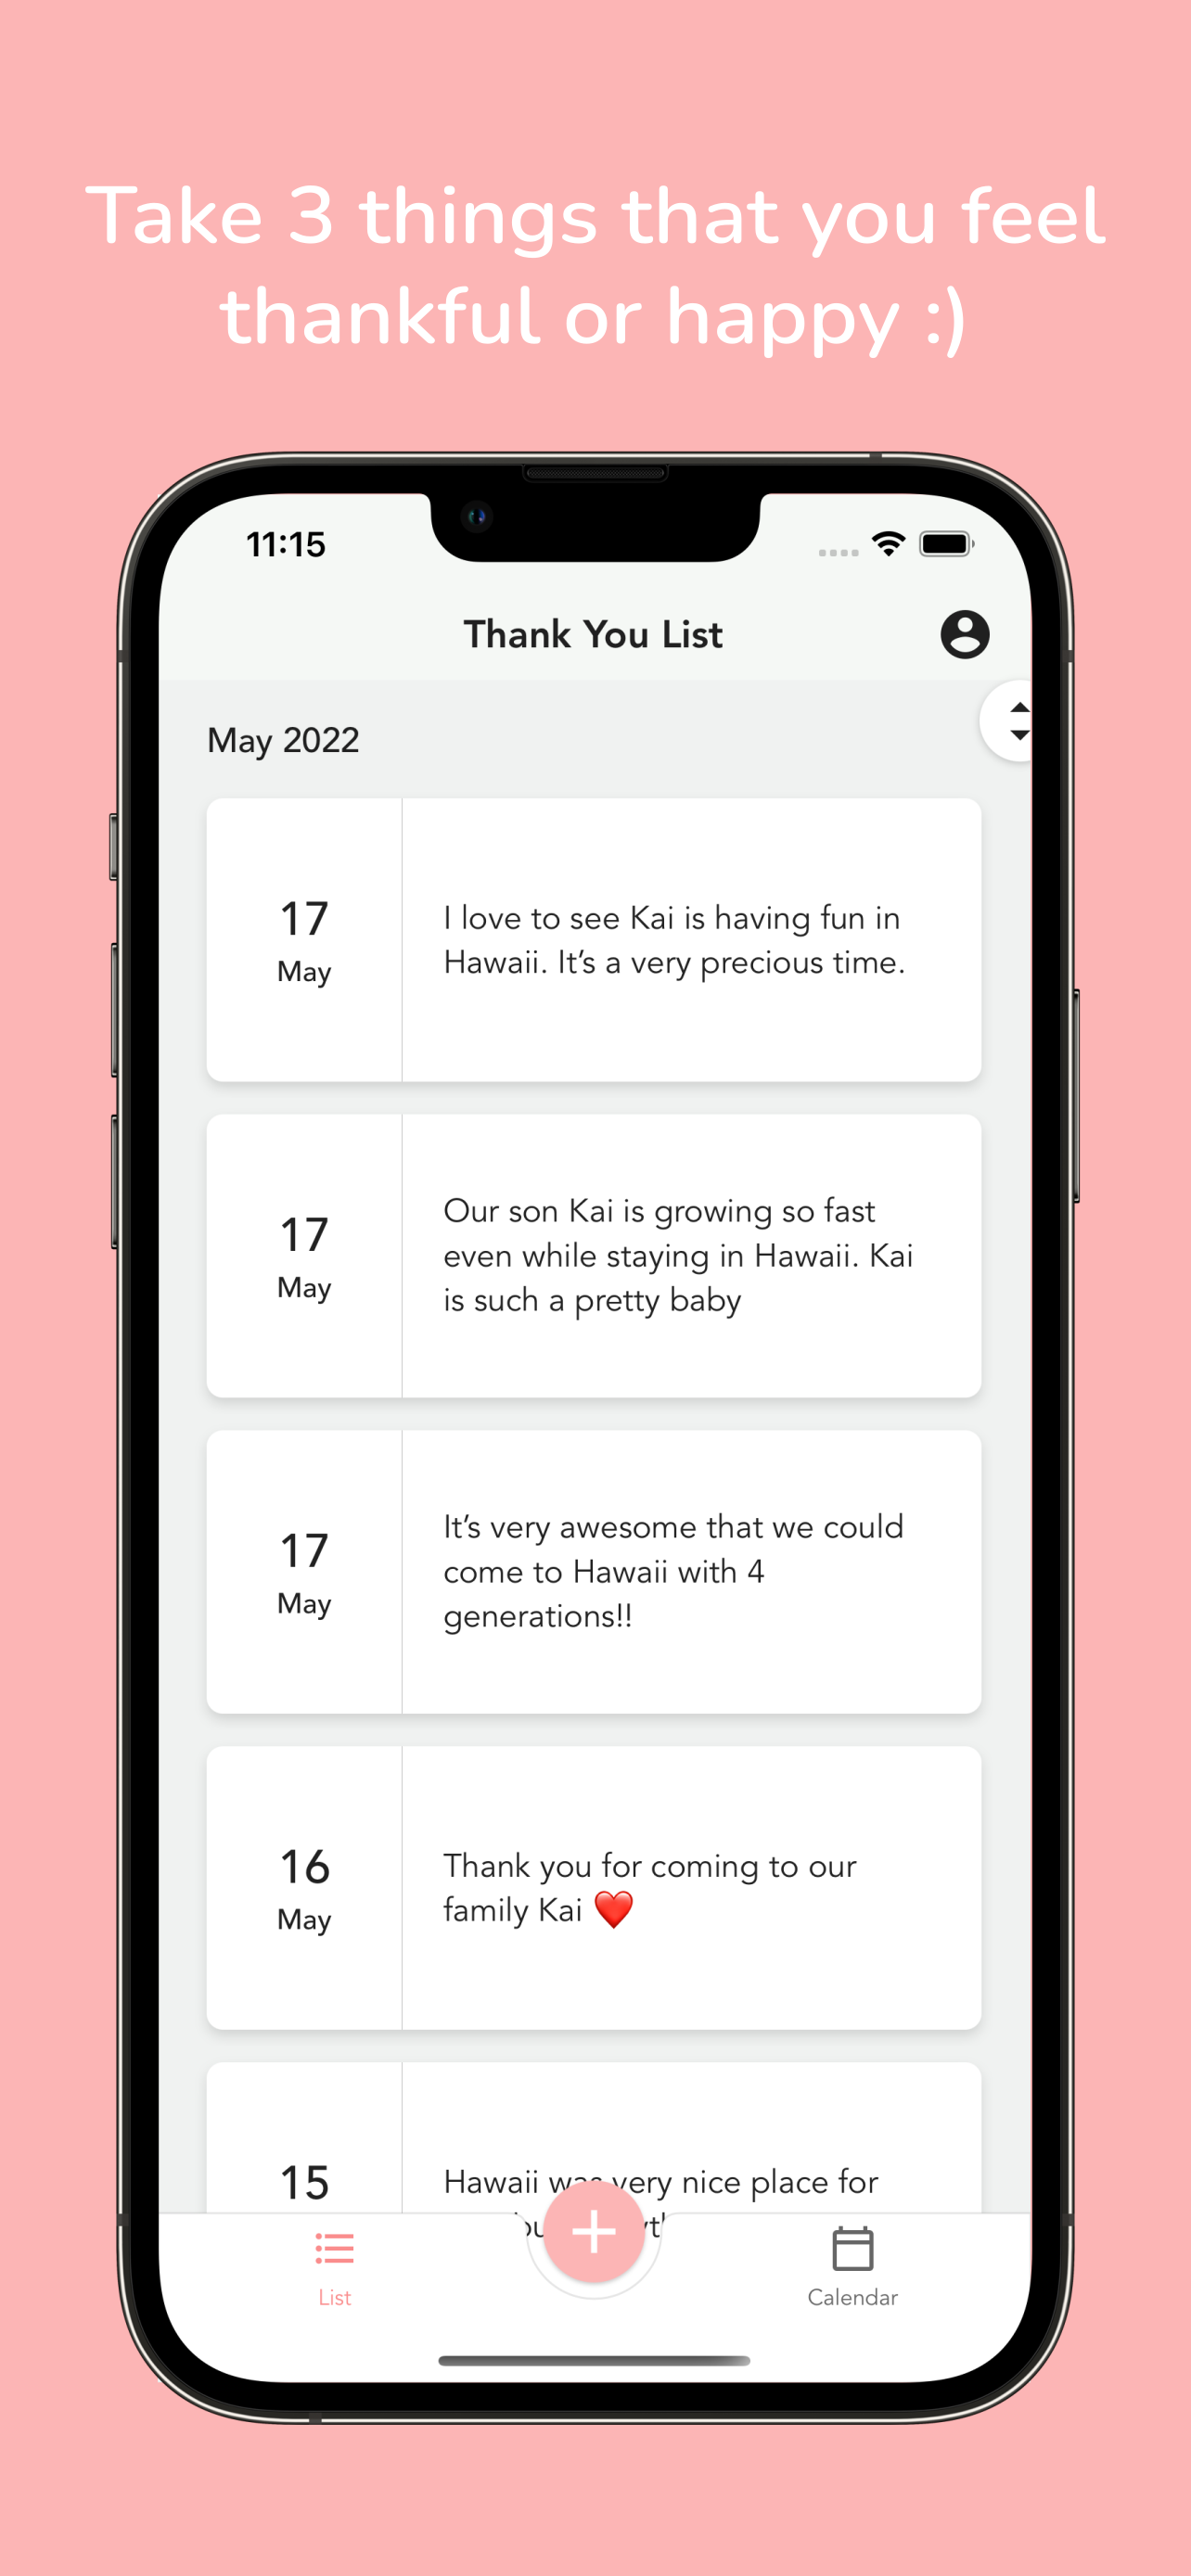 Take 3 things that you feel
thankful or happy :)
11:15
Thank You List
May 2022
17
May
I love to see Kai is having fun in
Hawaii. It’s a very precious time.
17
May
Our son Kai is growing so fast
even while staying in Hawaii. Kai
is such a pretty baby
17
May
It’s very awesome that we could
come to Hawaii with 4
generations!!
16
May
Thank you for coming to our
family Kai ❤️
15
Hawaii was very nice place for
List
Calendar